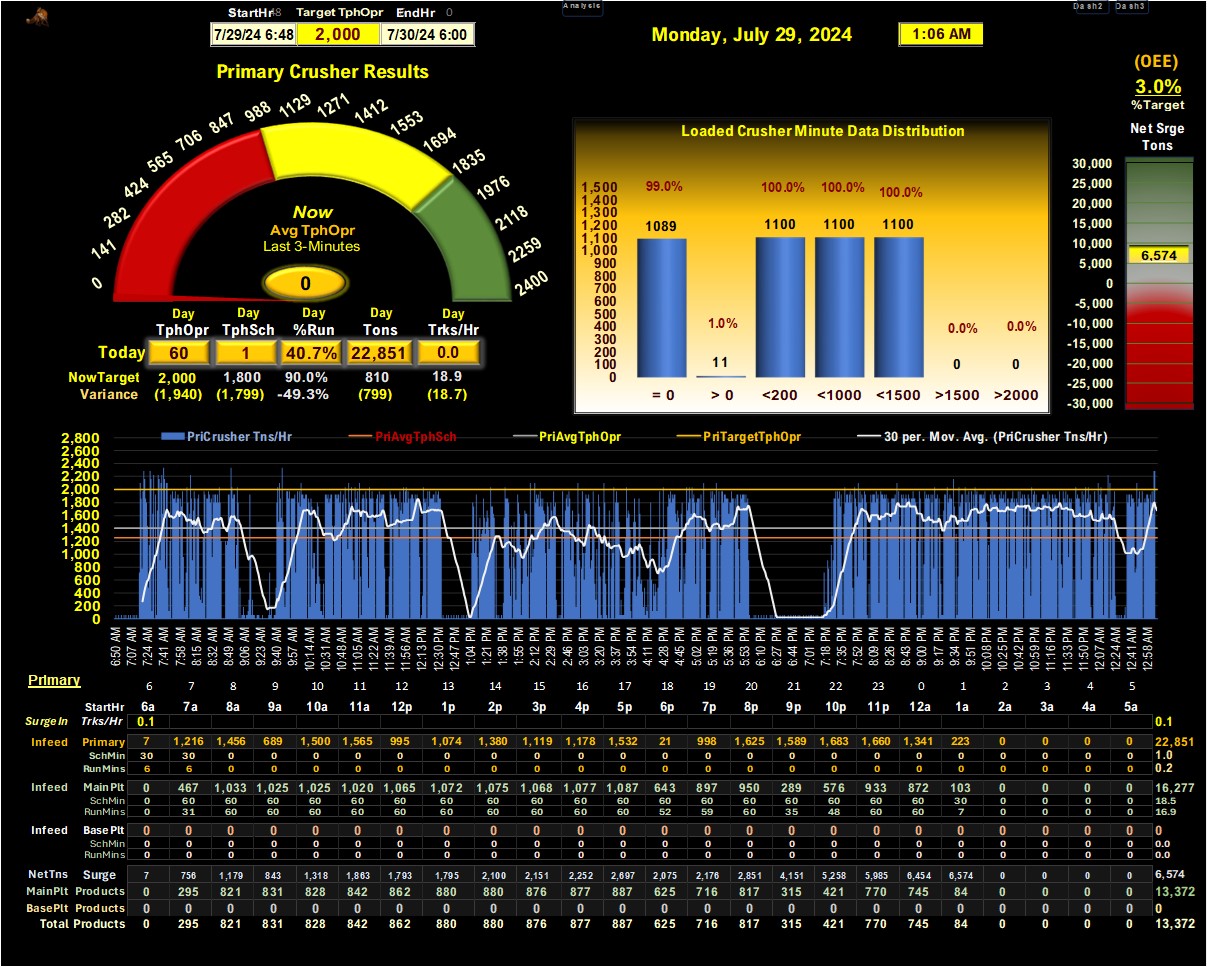 StartHr Target TphOpr EndHr 0
7/29/24 6:48 2,000 7/30/24 6:00
Analysis
Dash2 Dash3
Monday, July 29, 2024 1:06 AM
(OEE)
3.0%
%Target
Net Srge
Tons
30,000
25,000
20,000
15,000
10,000
6,574
5,000
0
-5,000
-10,000
-15,000
-20,000
-25,000
-30,000
Primary Crusher Results
0 141 282 424 565 706 847 988 1129 1271 1412 1553 1694 1835 1976 2118 2259 2400
Now
Avg TphOpr
Last 3-Minutes
0
Day Day Day Day Day
TphOpr TphSch %Run Tons Trks/Hr
Today 60 1 40.7% 22,851 0.0
NowTarget 2,000 1,800 90.0% 810 18.9
Variance (1,940) (1,799) -49.3% (799) (18.7)
Loaded Crusher Minute Data Distribution
1,500
1,400
1,300
1,200
1,100
1,000
900
800
700
600
500
400
300
200
100
0
99.0% 1.0% 100.0% 100.0% 100.0% 0.0% 0.0%
1089 11 1100 1100 1100 0 0
= 0 > 0 <200 <1000 <1500 >1500 >2000
PriCrusher Tns/Hr PriAvgTphSch PriAvgTphOpr PriTargetTphOpr 30 per. Mov. Avg. (PriCrusher Tns/Hr)
2,800
2,600
2,400
2,200
2,000
1,800
1,600
1,400
1,200
1,000
800
600
400
200
0
6:50 AM 7:07 AM 7:24 AM 7:41 AM 7:58 AM 8:15 AM 8:32 AM 8:49 AM 9:06 AM 9:23 AM 9:40 AM 9:57 AM 10:14 AM 10:31 AM 10:48 AM 11:05 AM 11:22 AM 11:39 AM 11:56 AM 12:13 PM 12:30 PM 12:47 PM 1:04 PM 1:21 PM 1:38 PM 1:55 PM 2:12 PM 2:29 PM 2:46 PM 3:03 PM 3:20 PM 3:37 PM 3:54 PM 4:11 PM 4:28 PM 4:45 PM 5:02 PM 5:19 PM 5:36 PM 5:53 PM 6:10 PM 6:27 PM 6:44 PM 7:01 PM 7:18 PM 7:35 PM 7:52 PM 8:09 PM 8:26 PM 8:43 PM 9:00 PM 9:17 PM 9:34 PM 9:51 PM 10:08 PM 10:25 PM 10:42 PM 10:59 PM 11:16 PM 11:33 PM 11:50 PM 12:07 AM 12:24 AM 12:41 AM 12:58 AM
Primary 6 7 8 9 10 11 12 13 14 15 16 17 18 19 20 21 22 23 0 1 2 3 4 5
StartHr 6a 7a 8a 9a 10a 11a 12p 1p 2p 3p 4p 5p 6p 7p 8p 9p 10p 11p 12a 1a 2a 3a 4a 5a
SurgeIn Trks/Hr 0.1 0.1
Infeed Primary 7 1,216 1,456 689 1,500 1,565 995 1,074 1,380 1,119 1,178 1,532 21 998 1,625 1,589 1,683 1,660 1,341 223 0 0 0 0 22,851
SchMin 30 30 0 0 0 0 0 0 0 0 0 0 0 0 0 0 0 0 0 0 0 0 0 0 1.0
RunMins 6 6 0 0 0 0 0 0 0 0 0 0 0 0 0 0 0 0 0 0 0 0 0 0 0.2
Infeed MainPlt 0 467 1,033 1,025 1,025 1,020 1,065 1,072 1,075 1,068 1,077 1,087 643 897 950 289 576 933 872 103 0 0 0 0 16,277
SchMin 0 60 60 60 60 60 60 60 60 60 60 60 60 60 60 60 60 60 60 30 0 0 0 0 18.5
RunMins 0 31 60 60 60 60 60 60 60 60 60 60 52 59 60 35 48 60 60 7 0 0 0 0 16.9
Infeed BasePlt 0 0 0 0 0 0 0 0 0 0 0 0 0 0 0 0 0 0 0 0 0 0 0 0 0
SchMin 0 0 0 0 0 0 0 0 0 0 0 0 0 0 0 0 0 0 0 0 0 0 0 0 0.0
RunMins 0 0 0 0 0 0 0 0 0 0 0 0 0 0 0 0 0 0 0 0 0 0 0 0 0.0
NetTns Surge 7 756 1,179 843 1,318 1,863 1,793 1,795 2,100 2,151 2,252 2,697 2,075 2,176 2,851 4,151 5,258 5,985 6,454 6,574 0 0 0 0 6,574
MainPlt Products 0 295 821 831 828 842 862 880 880 876 877 887 625 716 817 315 421 770 745 84 0 0 0 0 13,372
BasePlt Products 0 0 0 0 0 0 0 0 0 0 0 0 0 0 0 0 0 0 0 0 0 0 0 0 0
Total Products 0 295 821 831 828 842 862 880 880 876 877 887 625 716 817 315 421 770 745 84 0 0 0 0 13,372